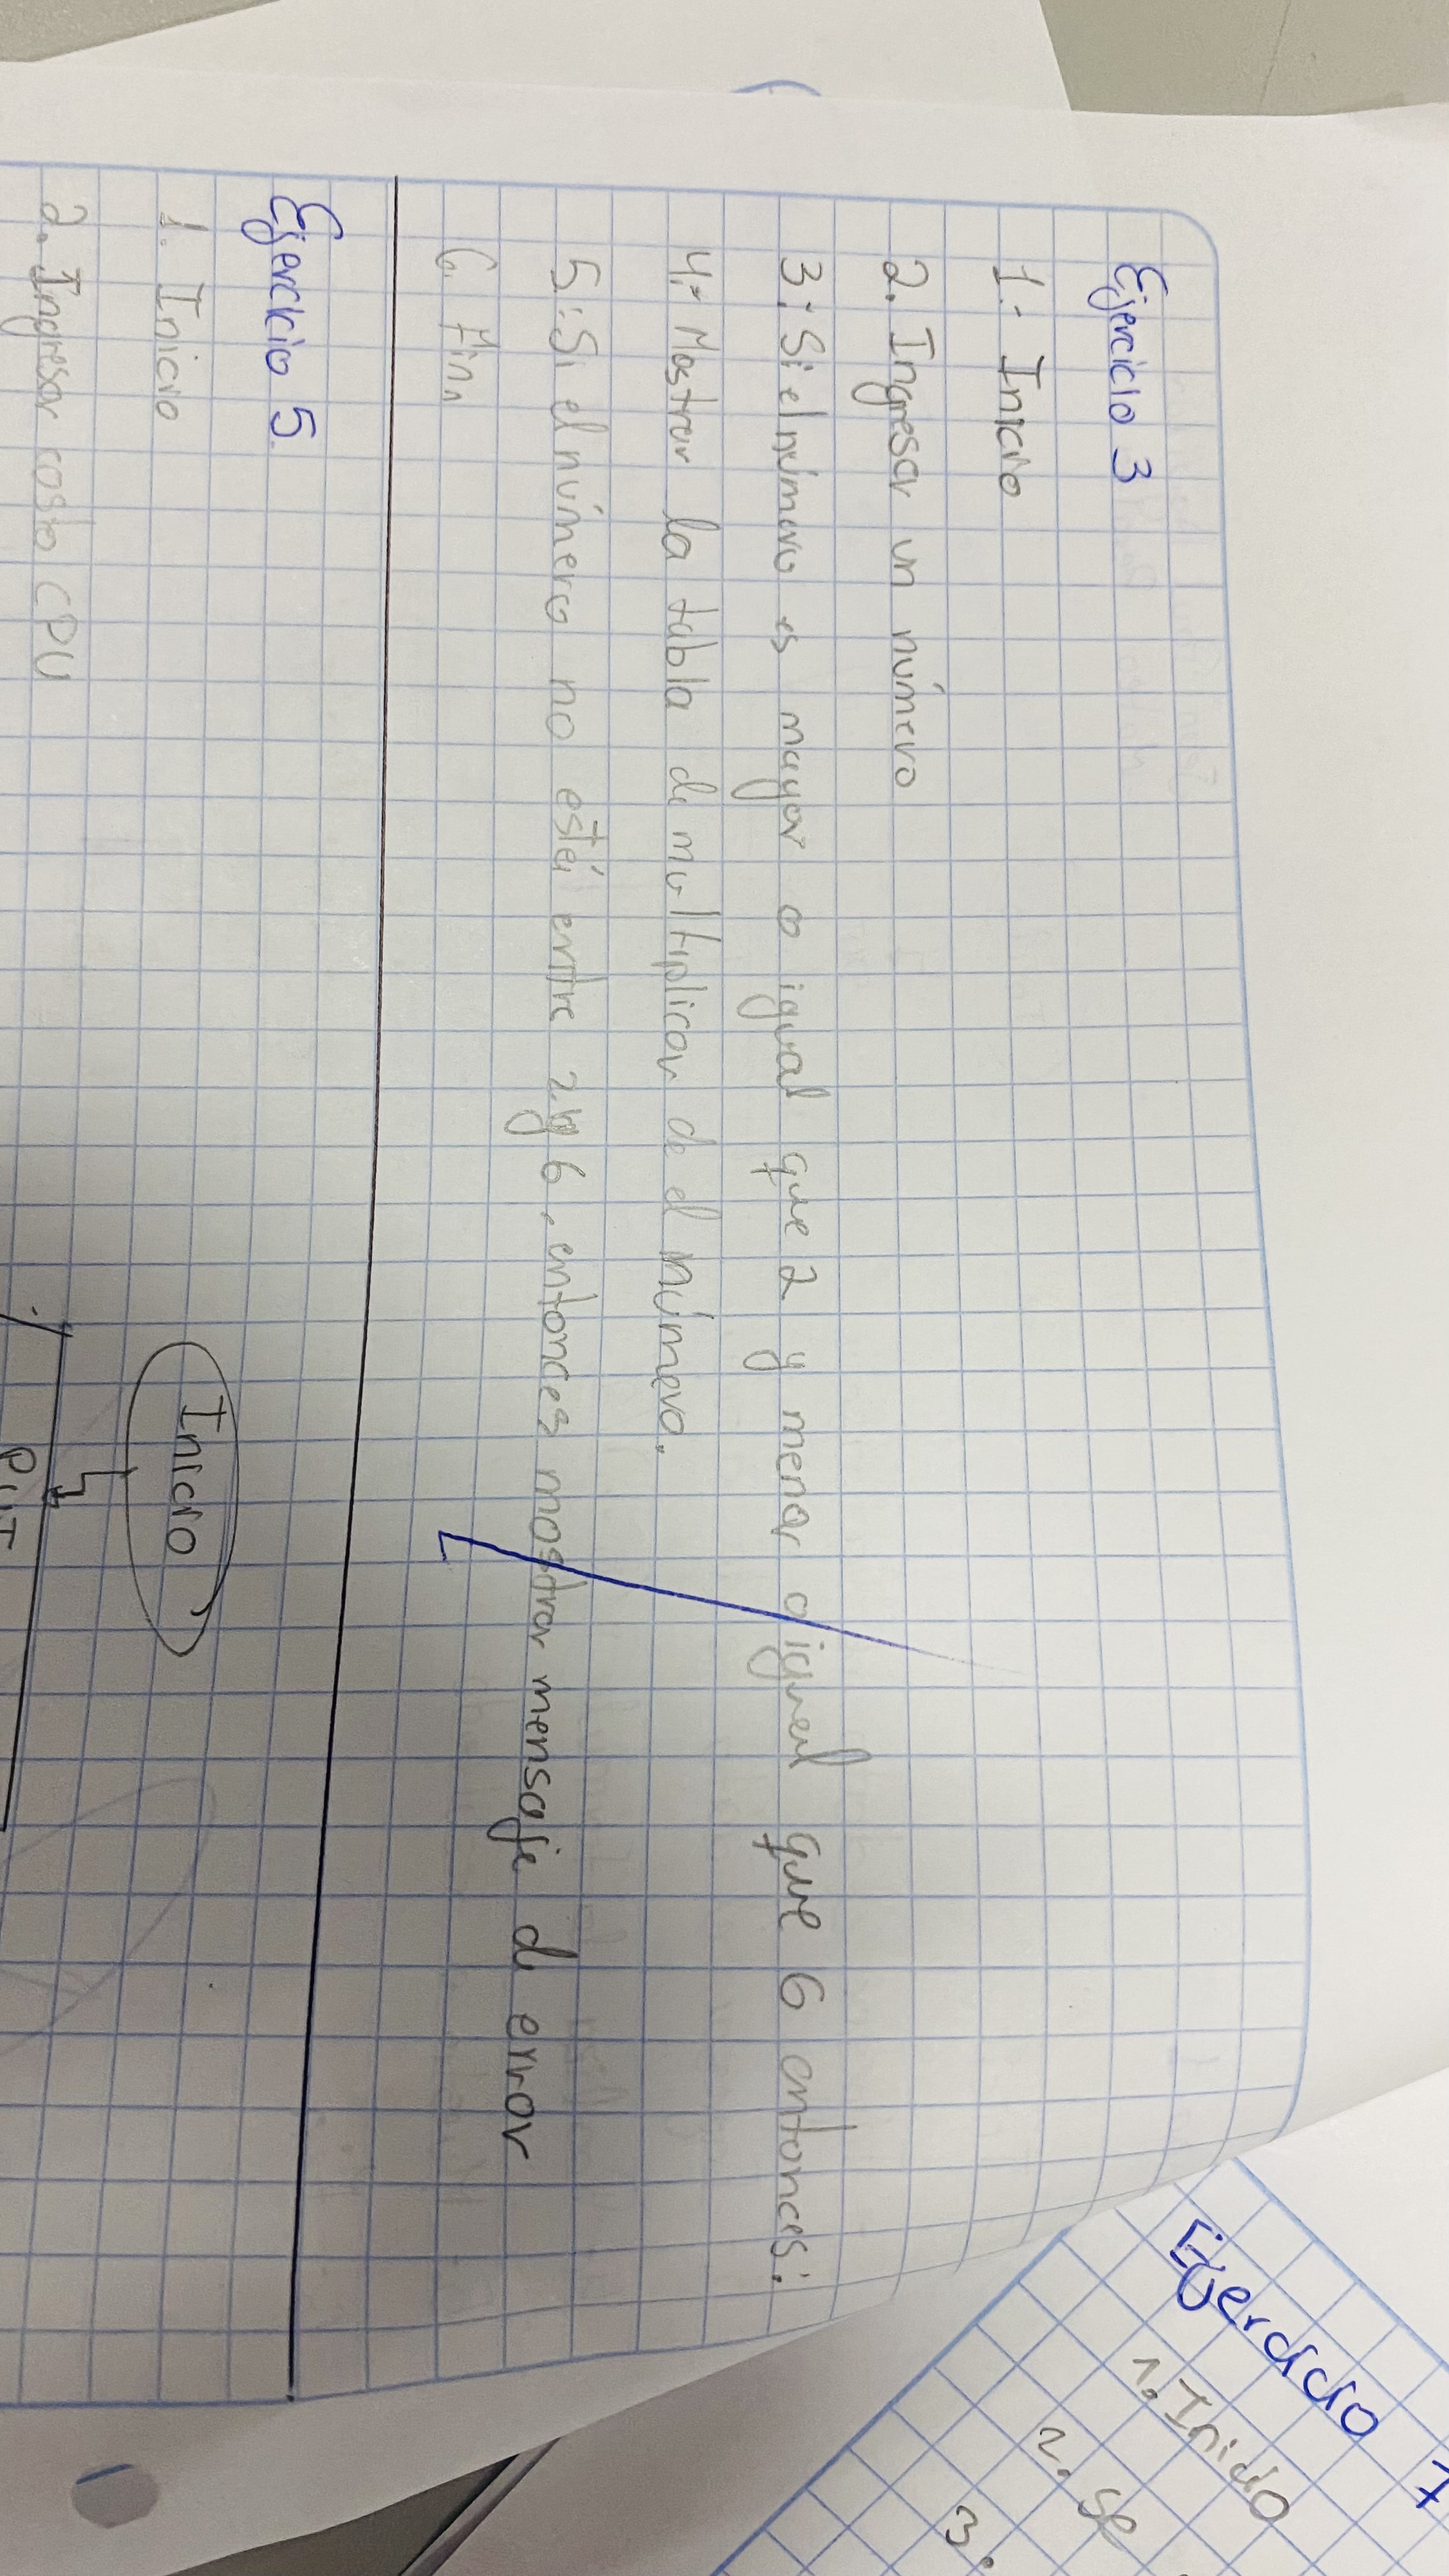 Ejercicio 3
1.- Inicio
2. Ingresar un número
3.- Si el número es mayor o igual que 2 y menor o igual que 6 entonces:
4.- Mostrar la tabla de multiplicar de el número.
5.- Si el número no está entre 2 y 6, entonces mostrar mensaje de error
6. Fin
Ejercicio 5
1. Inicio
2. Ingresar costo CPU
Inicio
Ejercicio 7
1. Inicio
2. Se
3.